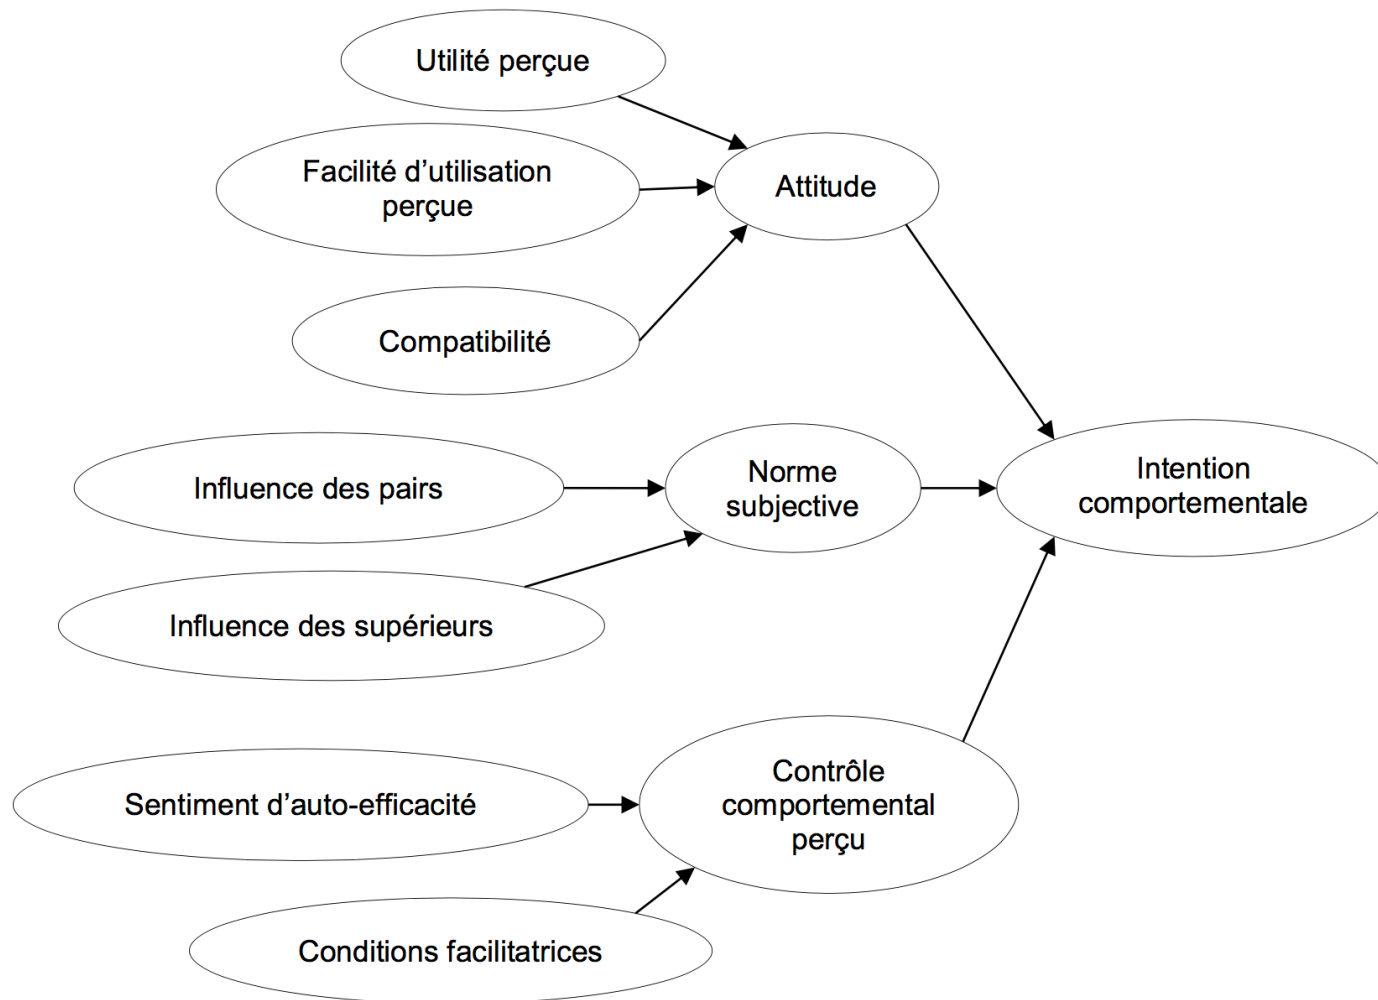 Utilité perçue
Facilité d'utilisation
perçue
Attitude
Compatibilité
Influence des pairs
Norme
subjective
Intention
comportementale
Influence des supérieurs
Sentiment d'auto-efficacité
Contrôle
comportemental
perçu
Conditions facilitatrices